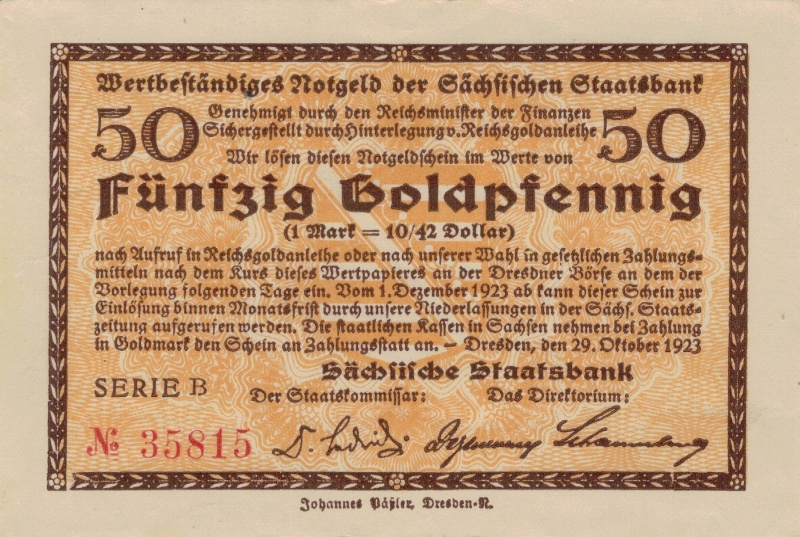 Wertbeständiges Notgeld der Sächsischen Staatsbank
50 Genehmigt durch den Reichsminister der Finanzen 50
Sichergestellt durch Hinterlegung v. Reichsgoldanleihe
Wir lösen diesen Notgeldschein im Werte von
Fünfzig Goldpfennig
(1 Mark = 10/42 Dollar)
nach Aufruf in Reichsgoldanleihe oder nach unserer Wahl in gesetzlichen Zahlungs-
mitteln nach dem Kurs dieses Wertpapieres an der Dresdner Börse an dem der
Vorlegung folgenden Tage ein. Vom 1. Dezember 1923 ab kann dieser Schein zur
Einlösung binnen Monatsfrist durch unsere Niederlassungen in der Sächs. Staats-
zeitung aufgerufen werden. Die staatlichen Kassen in Sachsen nehmen bei Zahlung
in Goldmark den Schein an Zahlungsstatt an. – Dresden, den 29. Oktober 1923
Sächsische Staatsbank
SERIE B
Der Staatskommissar: Das Direktorium:
№ 35815
Johannes Päßler, Dresden-N.